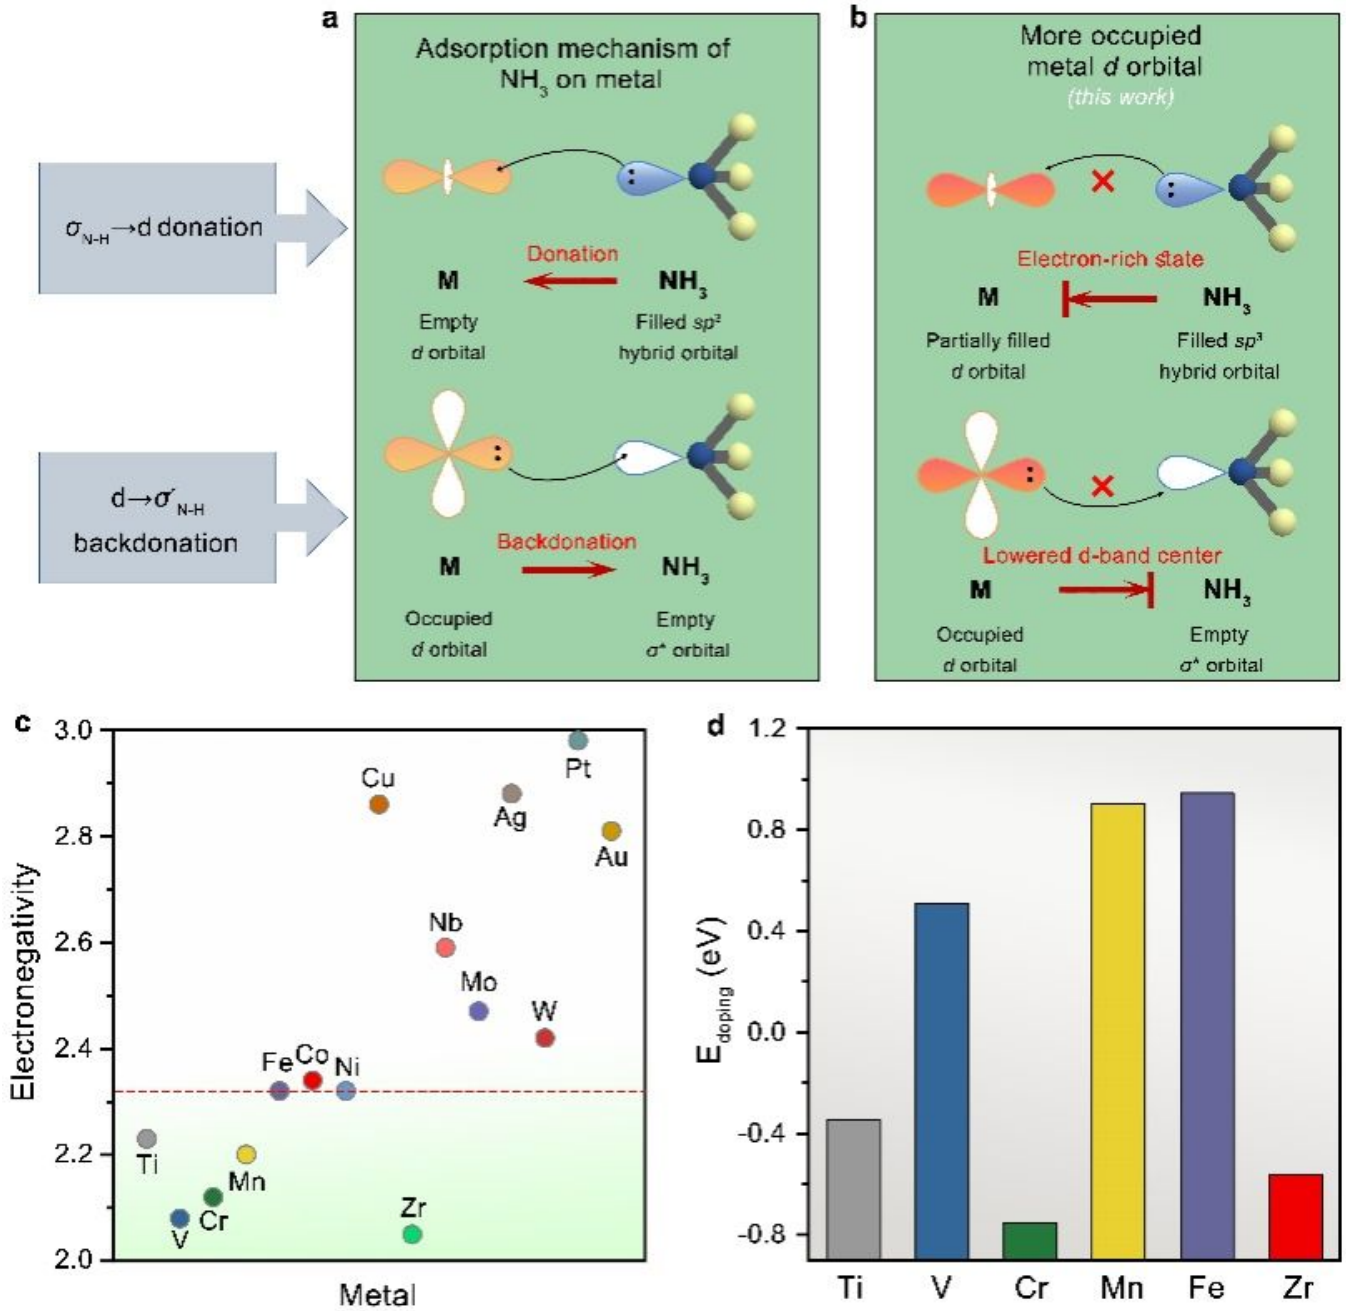 a
Adsorption mechanism of
NH₃ on metal
σN-H→d donation
Donation
M NH₃
Empty Filled sp³
d orbital hybrid orbital
d→σ*N-H
backdonation
Backdonation
M NH₃
Occupied Empty
d orbital σ* orbital
b
More occupied
metal d orbital
(this work)
Electron-rich state
M NH₃
Partially filled Filled sp³
d orbital hybrid orbital
Lowered d-band center
M NH₃
Occupied Empty
d orbital σ* orbital
c
Electronegativity
3.0
2.8
2.6
2.4
2.2
2.0
Pt
Cu
Ag
Au
Nb
Mo
W
Fe Co Ni
Ti
Mn
Cr
V
Zr
Metal
d
E doping (eV)
1.2
0.8
0.4
0.0
-0.4
-0.8
Ti V Cr Mn Fe Zr